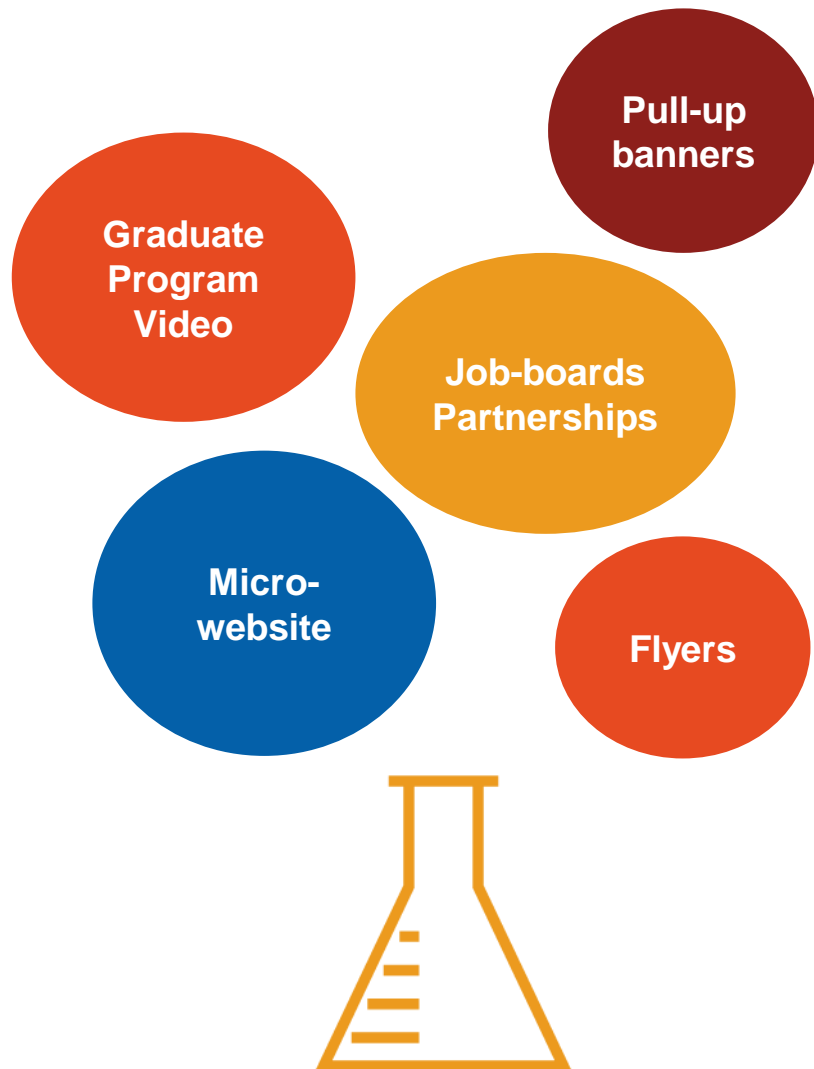 Pull-up
banners
Graduate
Program
Video
Job-boards
Partnerships
Micro-
website
Flyers